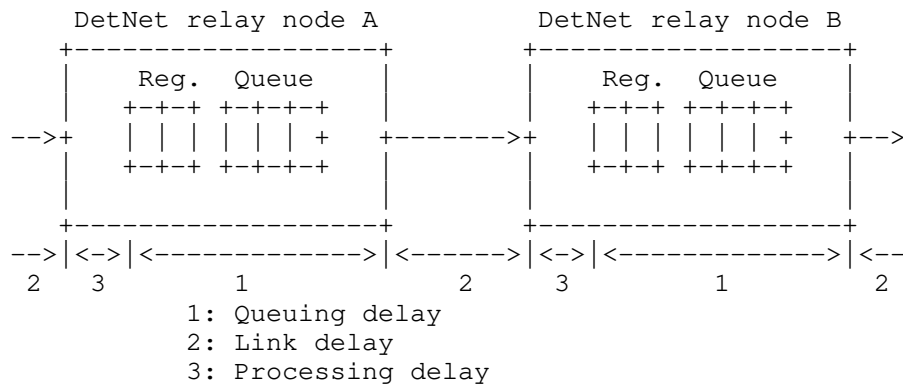 DetNet relay node A DetNet relay node B
Reg. Queue Reg. Queue
2 3 1 2 3 1 2
1: Queuing delay
2: Link delay
3: Processing delay